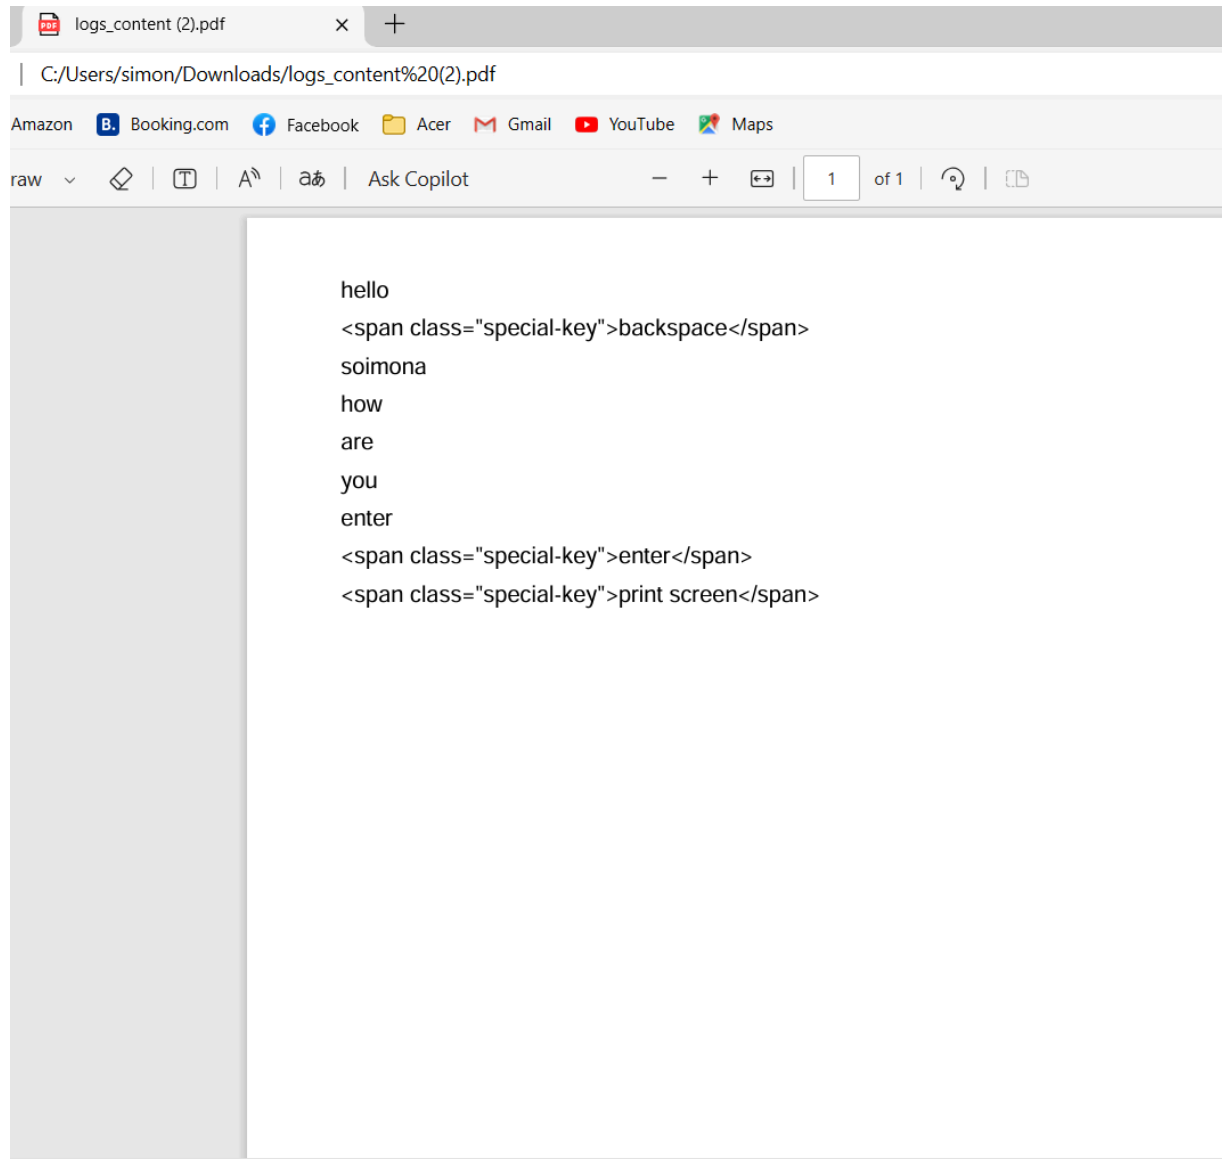 logs_content (2).pdf
C:/Users/simon/Downloads/logs_content%20(2).pdf
Amazon B. Booking.com Facebook Acer Gmail YouTube Maps
raw T A aあ Ask Copilot 1 of 1
hello
<span class="special-key">backspace</span>
soimona
how
are
you
enter
<span class="special-key">enter</span>
<span class="special-key">print screen</span>